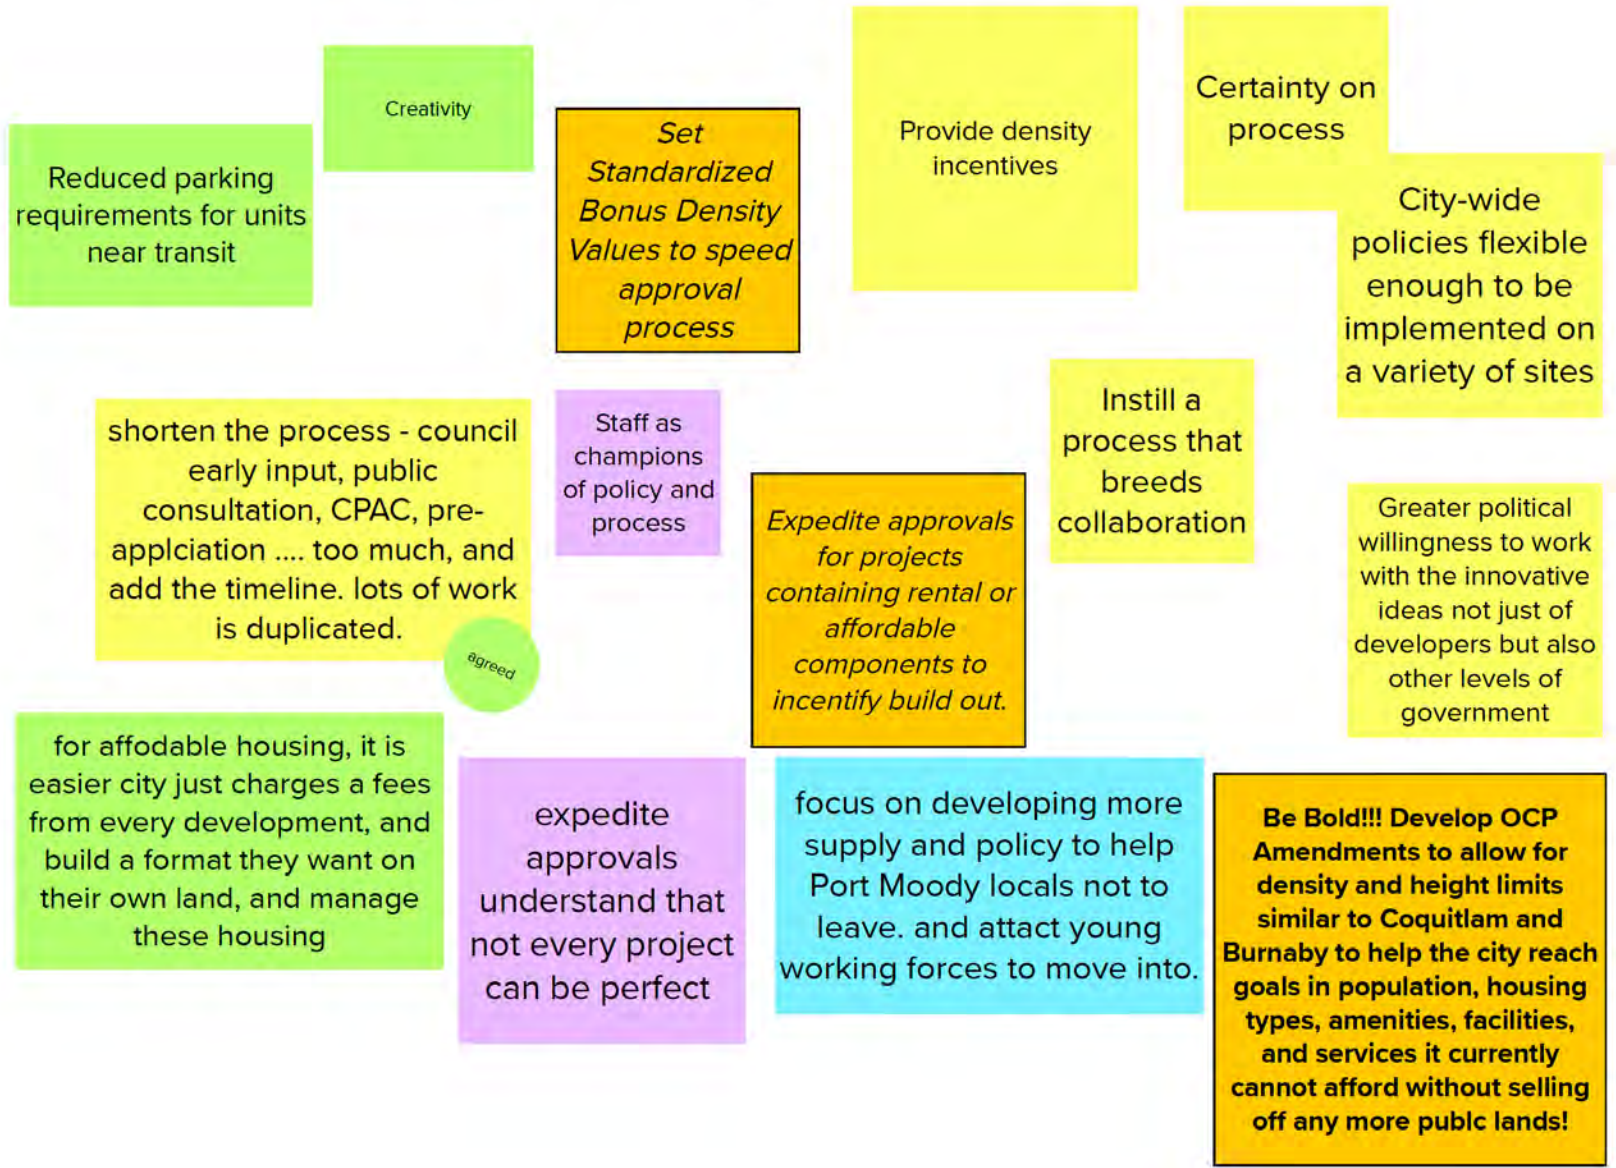 Creativity
Reduced parking
requirements for units
near transit
Set
Standardized
Bonus Density
Values to speed
approval
process
Provide density
incentives
Certainty on
process
City-wide
policies flexible
enough to be
implemented on
a variety of sites
shorten the process - council
early input, public
consultation, CPAC, pre-
applciation .... too much, and
add the timeline. lots of work
is duplicated.
agreed
Staff as
champions
of policy and
process
Expedite approvals
for projects
containing rental or
affordable
components to
incentify build out.
Instill a
process that
breeds
collaboration
Greater political
willingness to work
with the innovative
ideas not just of
developers but also
other levels of
government
for affodable housing, it is
easier city just charges a fees
from every development, and
build a format they want on
their own land, and manage
these housing
expedite
approvals
understand that
not every project
can be perfect
focus on developing more
supply and policy to help
Port Moody locals not to
leave. and attact young
working forces to move into.
Be Bold!!! Develop OCP
Amendments to allow for
density and height limits
similar to Coquitlam and
Burnaby to help the city reach
goals in population, housing
types, amenities, facilities,
and services it currently
cannot afford without selling
off any more publc lands!